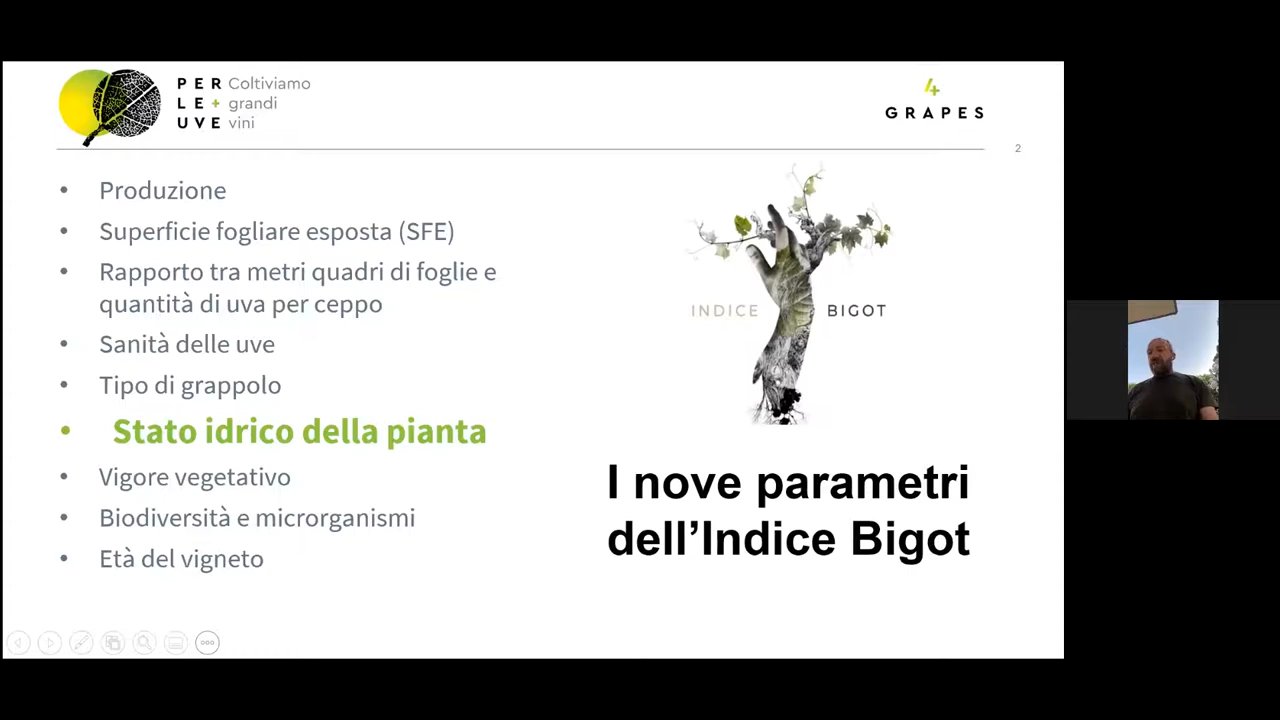 PER Coltiviamo
LE+ grandi
UVE vini
4
GRAPES
2
• Produzione
• Superficie fogliare esposta (SFE)
• Rapporto tra metri quadri di foglie e
quantità di uva per ceppo
• Sanità delle uve
• Tipo di grappolo
• Stato idrico della pianta
• Vigore vegetativo
• Biodiversità e microrganismi
• Età del vigneto
INDICE BIGOT
I nove parametri
dell’Indice Bigot